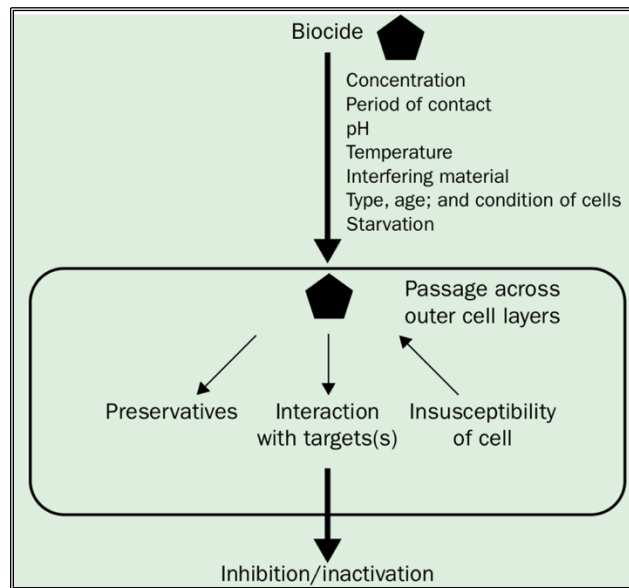 Biocide
Concentration
Period of contact
pH
Temperature
Interfering material
Type, age; and condition of cells
Starvation
Passage across
outer cell layers
Preservatives
Interaction
with targets(s)
Insusceptibility
of cell
Inhibition/inactivation